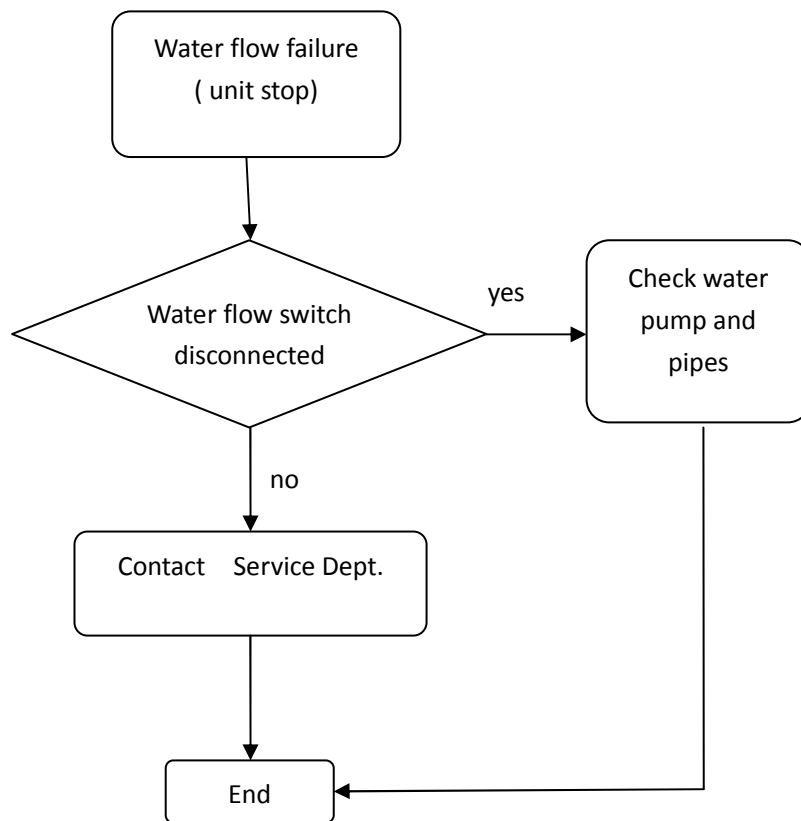 Water flow failure
( unit stop)
Water flow switch
disconnected
yes
Check water
pump and
pipes
no
Contact    Service Dept.
End